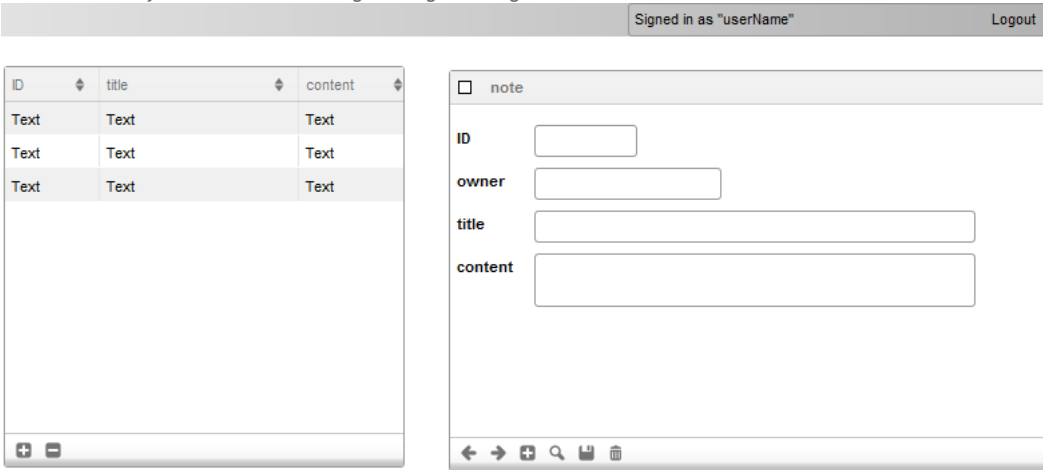 Signed in as "userName" Logout
ID title content
Text Text Text
Text Text Text
Text Text Text
note
ID
owner
title
content